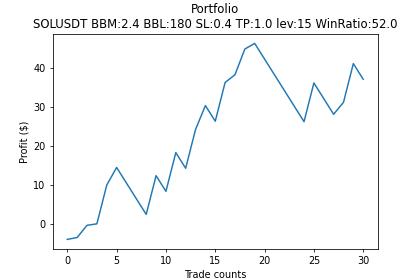 Portfolio
SOLUSDT BBM:2.4 BBL:180 SL:0.4 TP:1.0 lev:15 WinRatio:52.0
Profit ($)
40
30
20
10
0
0 5 10 15 20 25 30
Trade counts